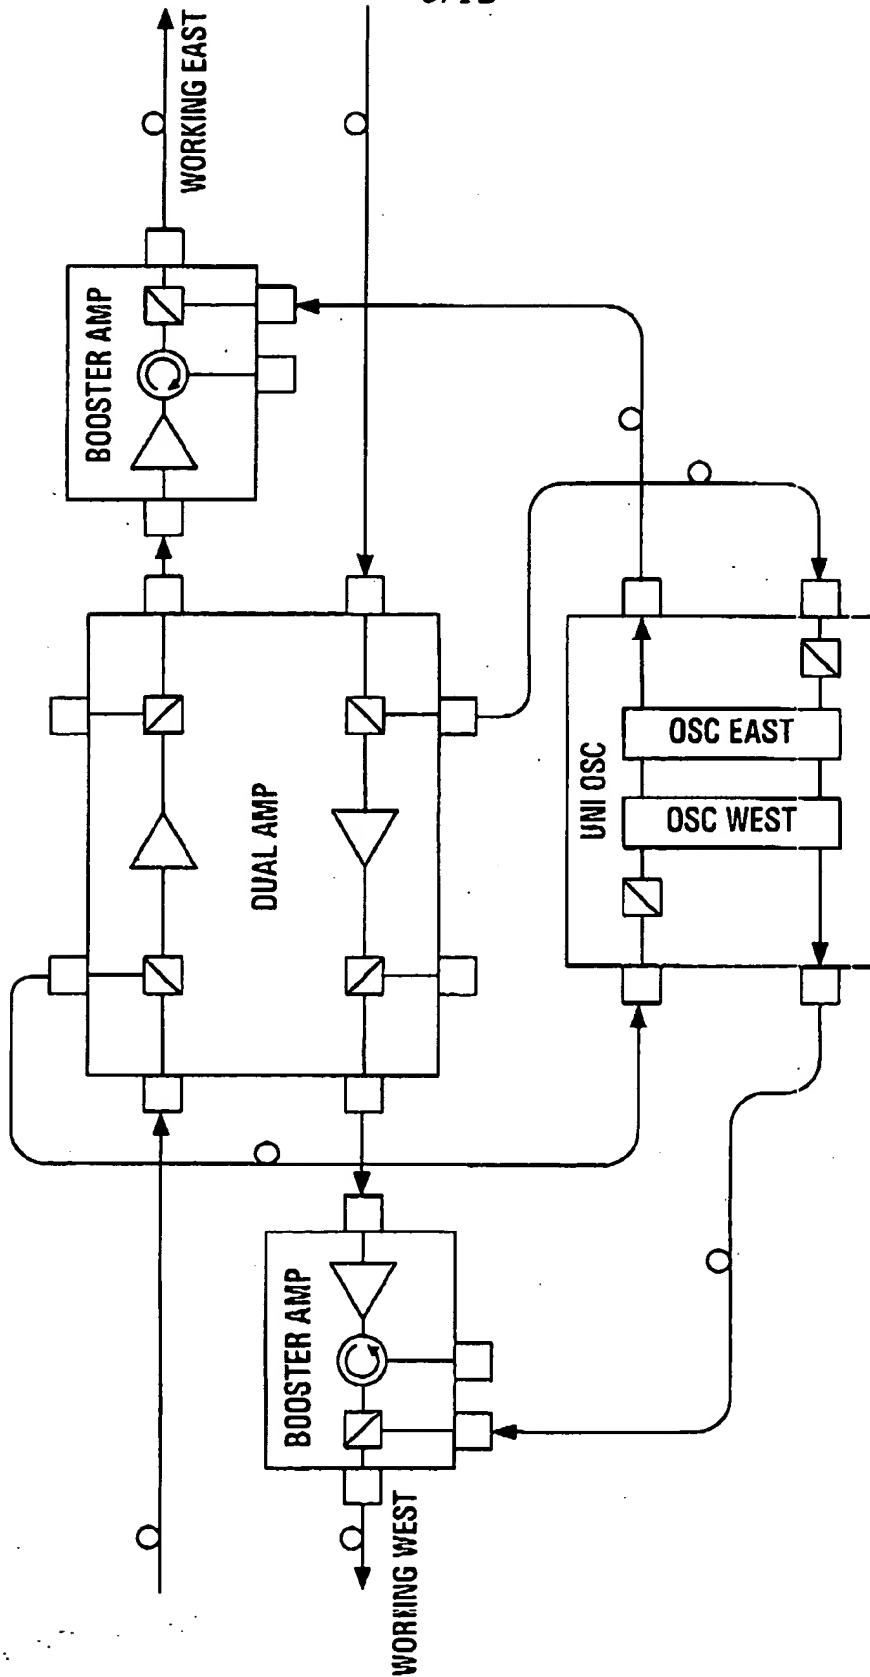 BOOSTER AMP
WORKING EAST
DUAL AMP
BOOSTER AMP
WORKING WEST
UNI OSC
OSC WEST
OSC EAST